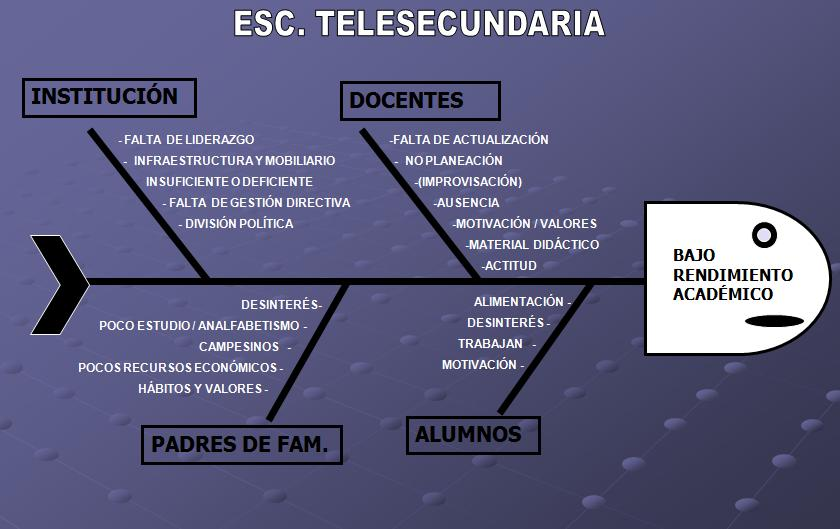 ESC. TELESECUNDARIA
INSTITUCIÓN
- FALTA DE LIDERAZGO
- INFRAESTRUCTURA Y MOBILIARIO
INSUFICIENTE O DEFICIENTE
- FALTA DE GESTIÓN DIRECTIVA
- DIVISIÓN POLÍTICA
DOCENTES
-FALTA DE ACTUALIZACIÓN
- NO PLANEACIÓN
-(IMPROVISACIÓN)
-AUSENCIA
-MOTIVACIÓN / VALORES
-MATERIAL DIDÁCTICO
-ACTITUD
BAJO
RENDIMIENTO
ACADÉMICO
DESINTERÉS-
POCO ESTUDIO / ANALFABETISMO -
CAMPESINOS -
POCOS RECURSOS ECONÓMICOS -
HÁBITOS Y VALORES -
PADRES DE FAM.
ALIMENTACIÓN -
DESINTERÉS -
TRABAJAN -
MOTIVACIÓN -
ALUMNOS